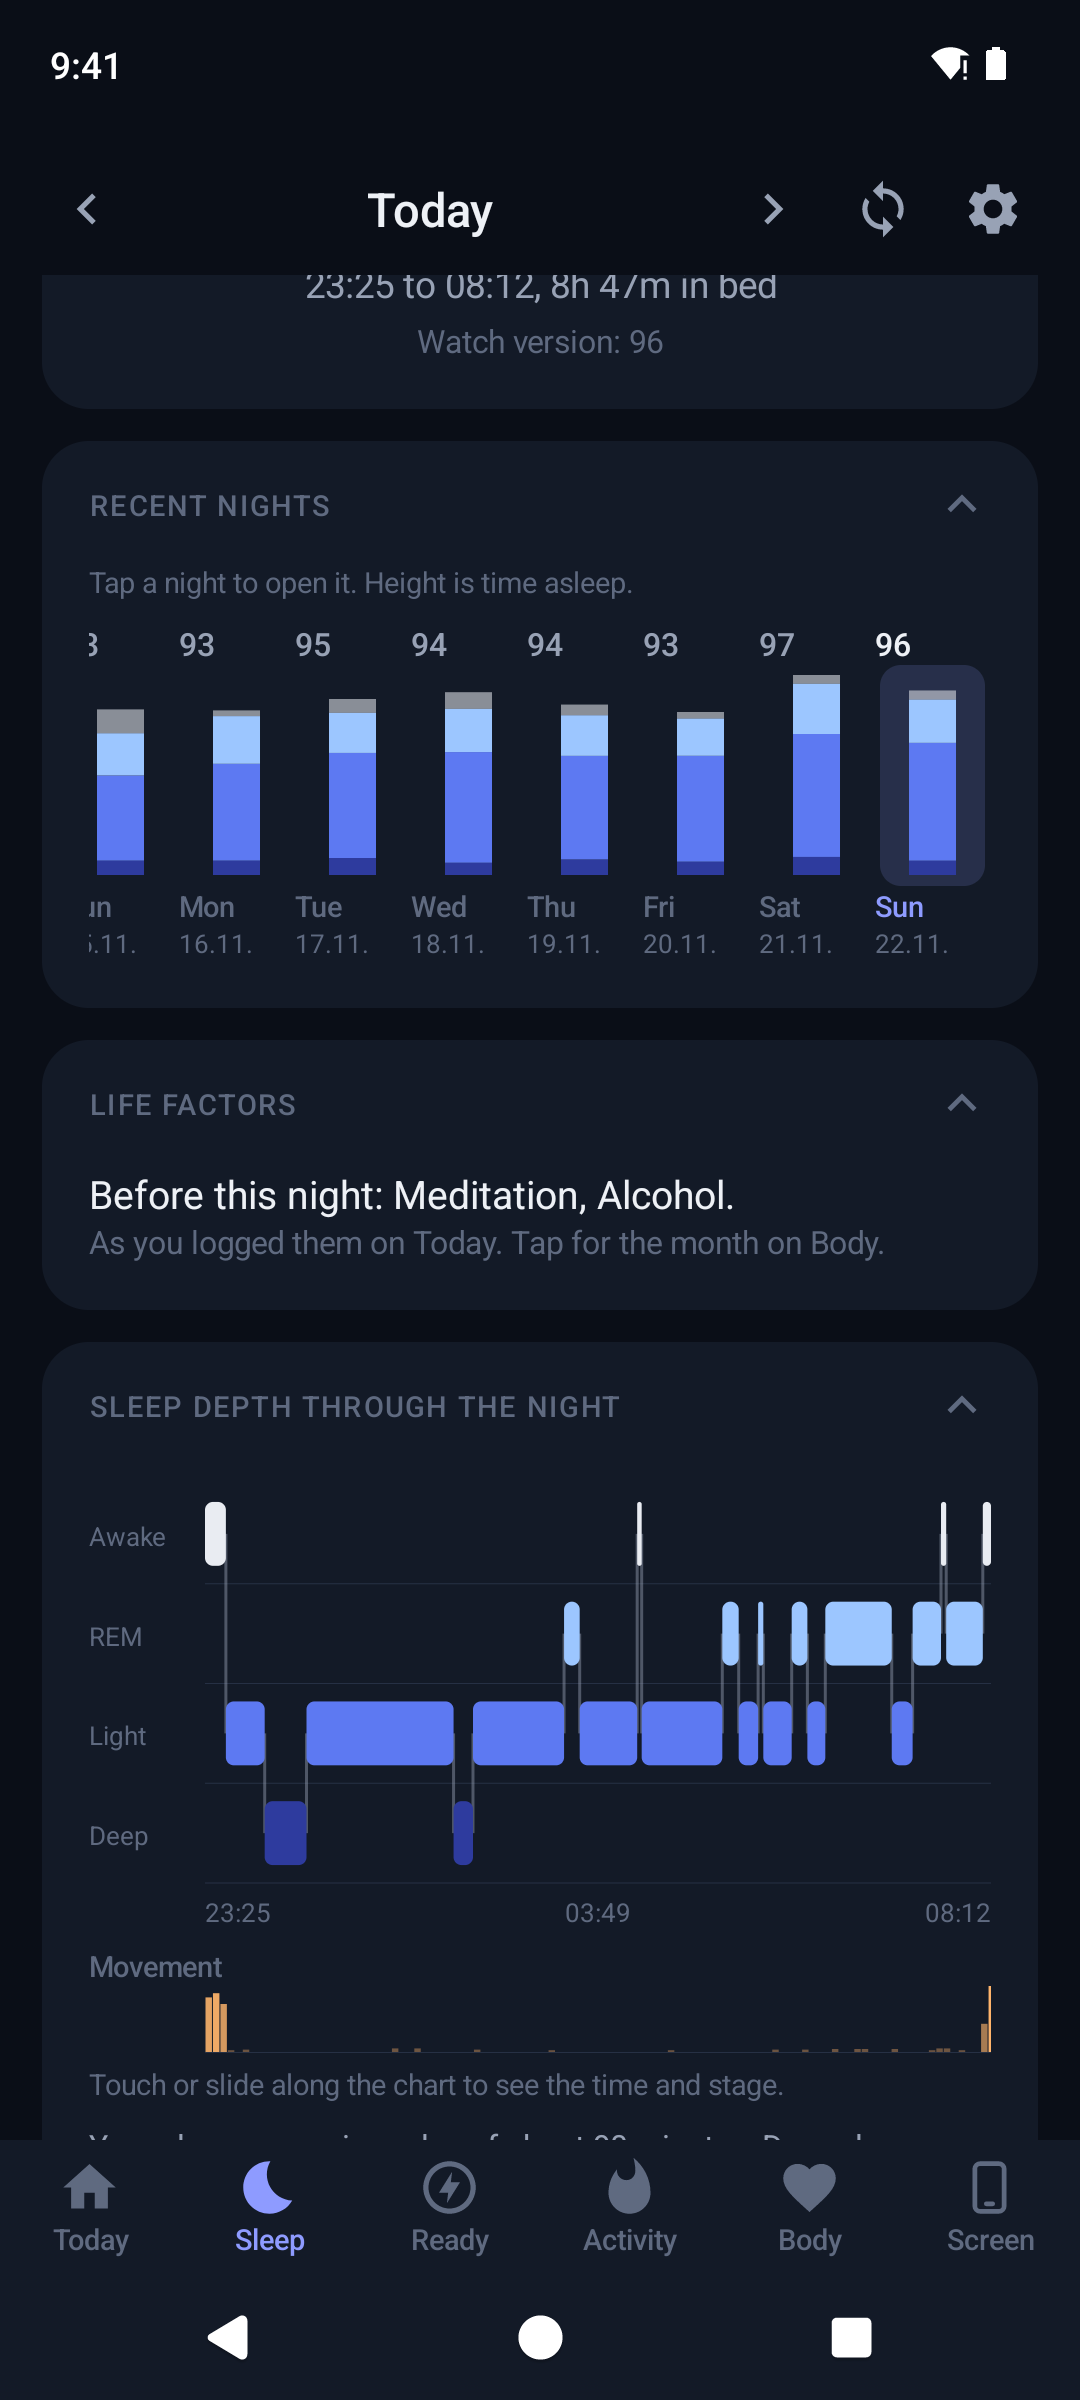 9:41
Today
23:25 to 08:12, 8h 47m in bed
Watch version: 96
RECENT NIGHTS
Tap a night to open it. Height is time asleep.
93 95 94 94 93 97 96
Mon Tue Wed Thu Fri Sat Sun
16.11. 17.11. 18.11. 19.11. 20.11. 21.11. 22.11.
LIFE FACTORS
Before this night: Meditation, Alcohol.
As you logged them on Today. Tap for the month on Body.
SLEEP DEPTH THROUGH THE NIGHT
Awake
REM
Light
Deep
23:25 03:49 08:12
Movement
Touch or slide along the chart to see the time and stage.
Today Sleep Ready Activity Body Screen